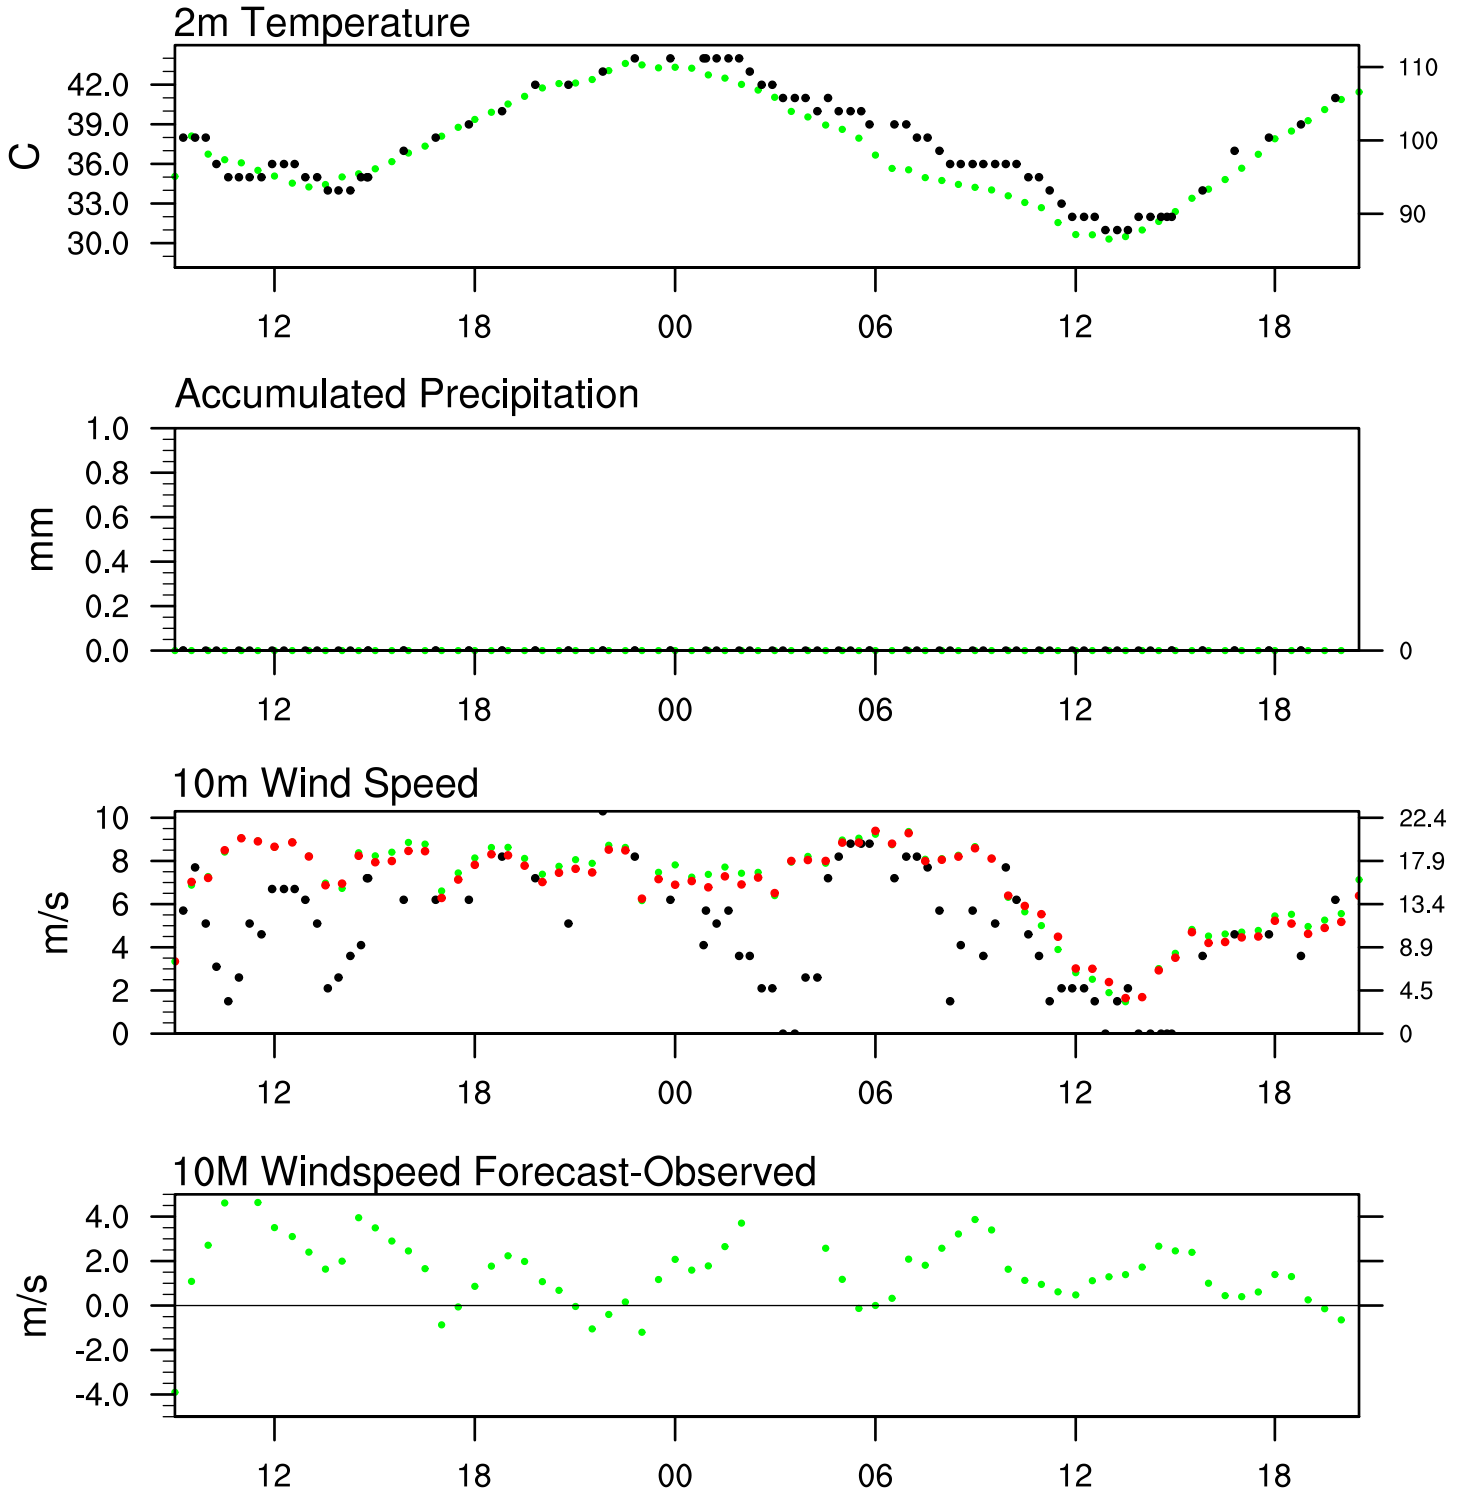 2m Temperature
C
42.0
39.0
36.0
33.0
30.0
110
100
90
12 18 00 06 12 18
Accumulated Precipitation
mm
1.0
0.8
0.6
0.4
0.2
0.0
0
12 18 00 06 12 18
10m Wind Speed
m/s
10
8
6
4
2
0
22.4
17.9
13.4
8.9
4.5
0
12 18 00 06 12 18
10M Windspeed Forecast-Observed
m/s
4.0
2.0
0.0
-2.0
-4.0
12 18 00 06 12 18